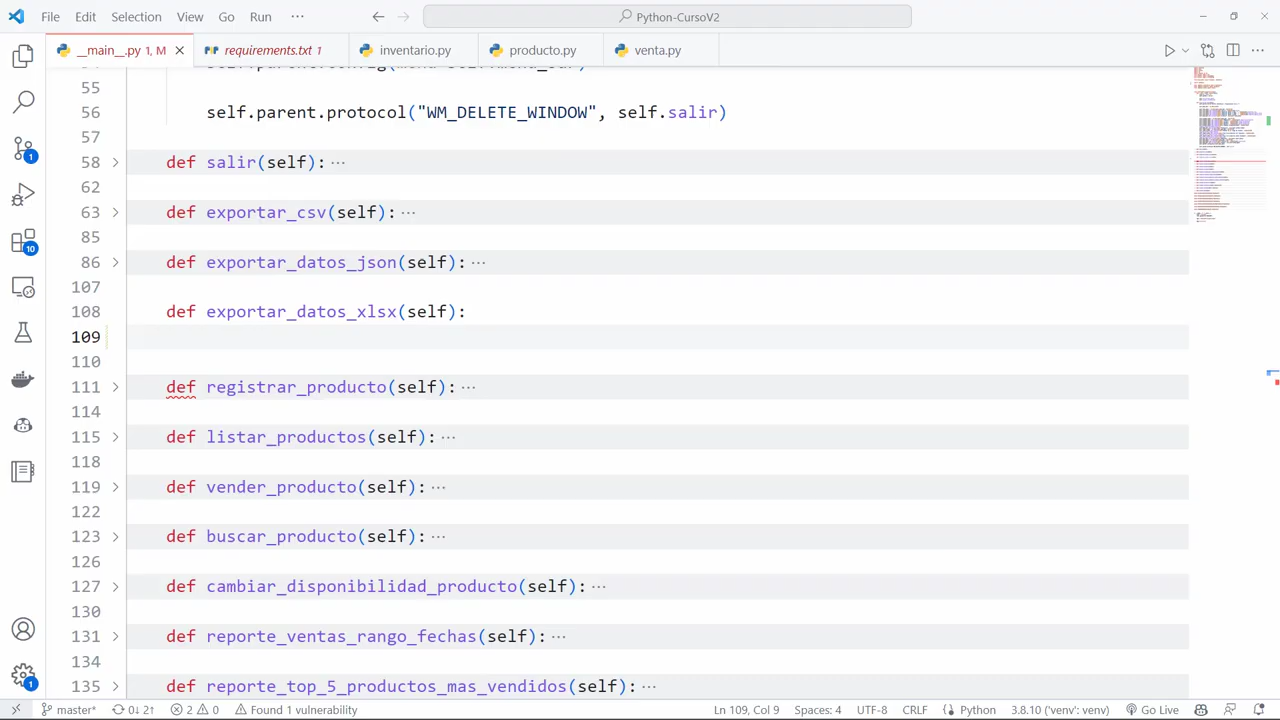 File Edit Selection View Go Run ··· Python-CursoV2
__main__.py 1, M requirements.txt 1 inventario.py producto.py venta.py
55
56 self.parent.protocol("WM_DELETE_WINDOW", self.salir)
57
58 def salir(self): ···
62
63 def exportar_csv(self): ···
85
86 def exportar_datos_json(self): ···
107
108 def exportar_datos_xlsx(self):
109
110
111 def registrar_producto(self): ···
114
115 def listar_productos(self): ···
118
119 def vender_producto(self): ···
122
123 def buscar_producto(self): ···
126
127 def cambiar_disponibilidad_producto(self): ···
130
131 def reporte_ventas_rango_fechas(self): ···
134
135 def reporte_top_5_productos_mas_vendidos(self): ···
1
10
1
master* 0↓ 2↑ 2 0 Found 1 vulnerability Ln 109, Col 9 Spaces: 4 UTF-8 CRLF Python 3.8.10 ('venv': venv) Go Live